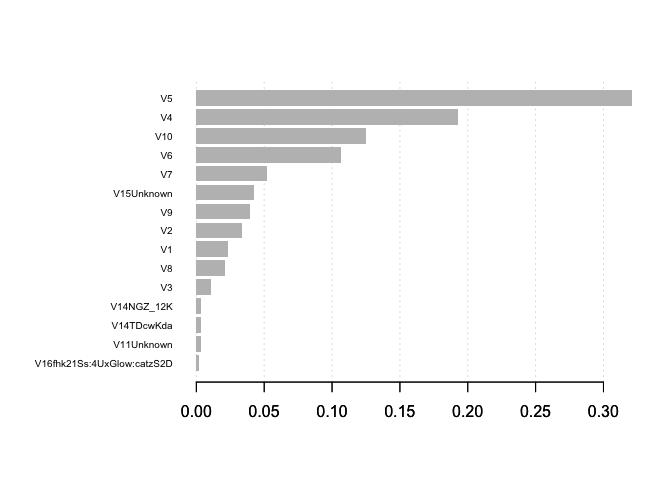 V5
V4
V10
V6
V7
V15Unknown
V9
V2
V1
V8
V3
V14NGZ_12K
V14TDcwKda
V11Unknown
V16fhk21Ss:4UxGlow:catzS2D
0.00 0.05 0.10 0.15 0.20 0.25 0.30